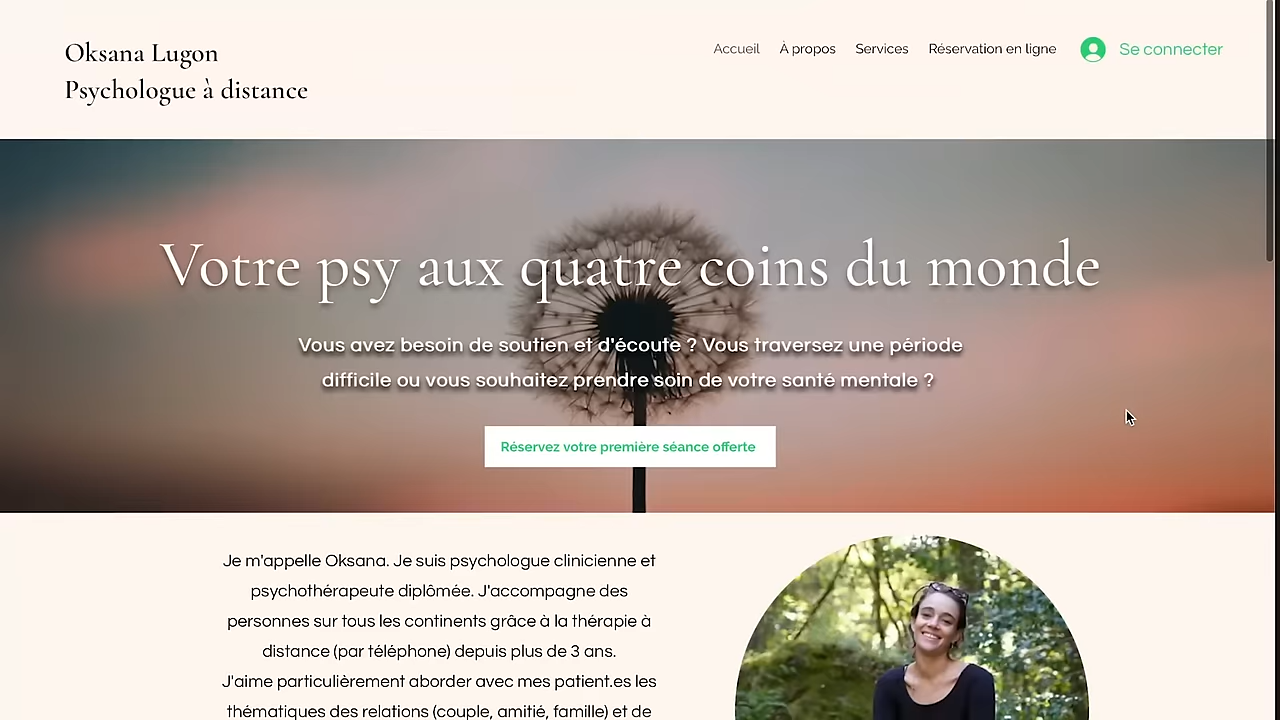 Oksana Lugon
Psychologue à distance
Accueil À propos Services Réservation en ligne Se connecter
Votre psy aux quatre coins du monde
Vous avez besoin de soutien et d'écoute ? Vous traversez une période
difficile ou vous souhaitez prendre soin de votre santé mentale ?
Réservez votre première séance offerte
Je m'appelle Oksana. Je suis psychologue clinicienne et
psychothérapeute diplômée. J'accompagne des
personnes sur tous les continents grâce à la thérapie à
distance (par téléphone) depuis plus de 3 ans.
J'aime particulièrement aborder avec mes patient.es les
thématiques des relations (couple, amitié, famille) et de